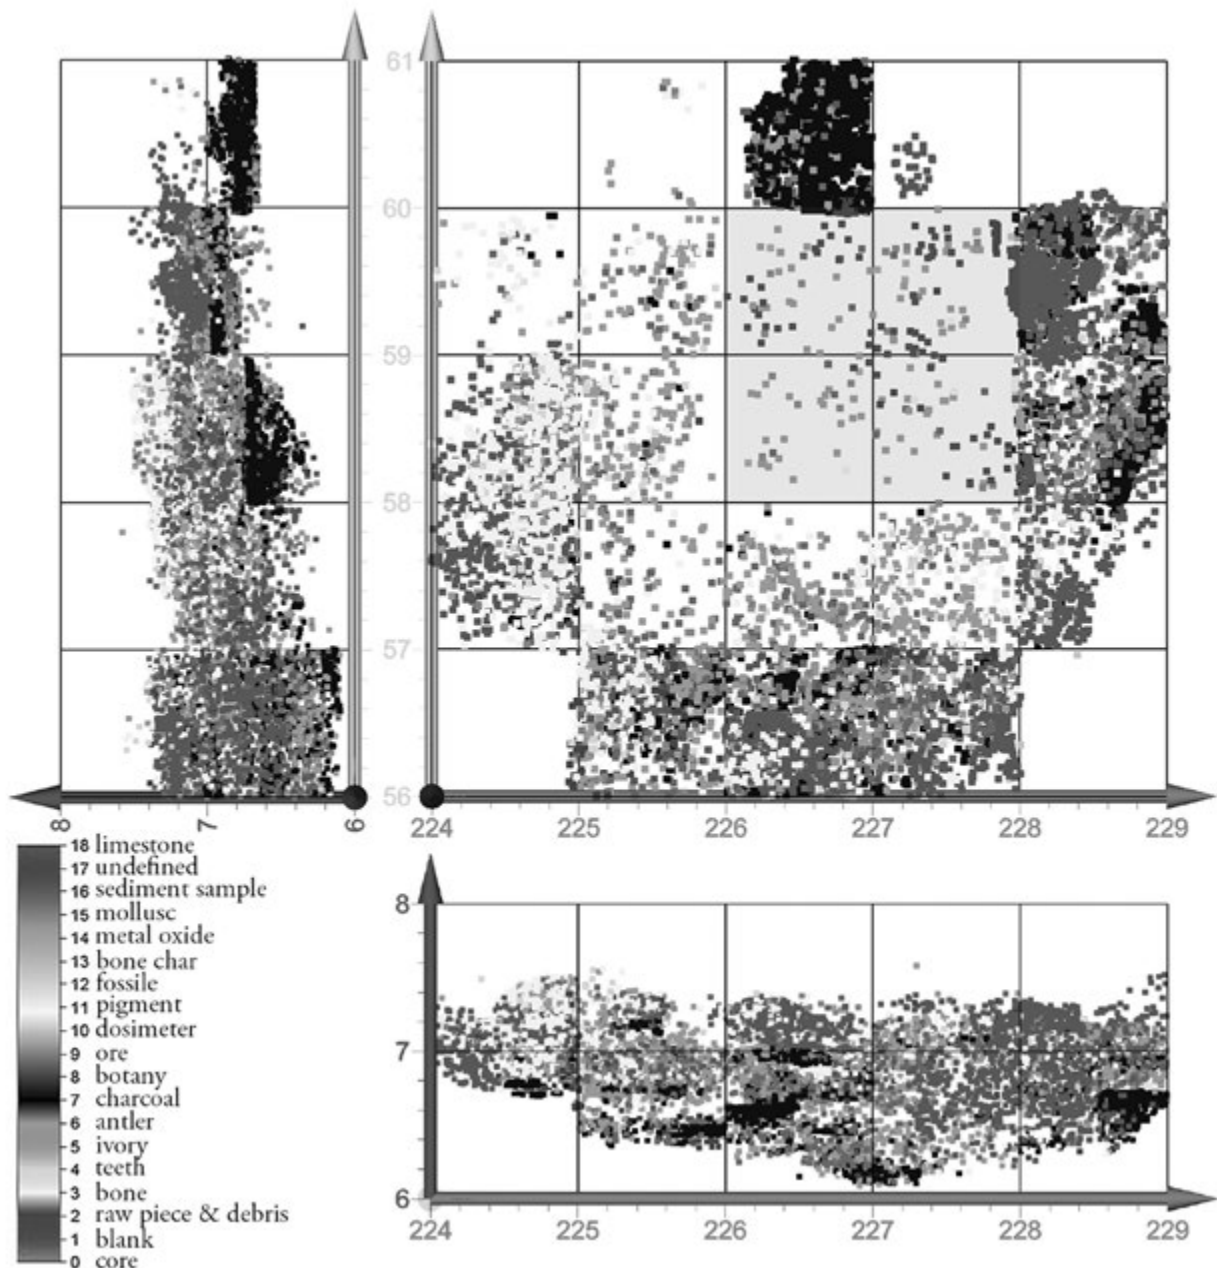 61
60
59
58
57
56
8
7
6
224
225
226
227
228
229
18 limestone
17 undefined
16 sediment sample
15 mollusc
14 metal oxide
13 bone char
12 fossile
11 pigment
10 dosimeter
9 ore
8 botany
7 charcoal
6 antler
5 ivory
4 teeth
3 bone
2 raw piece & debris
1 blank
0 core
8
7
6
224
225
226
227
228
229